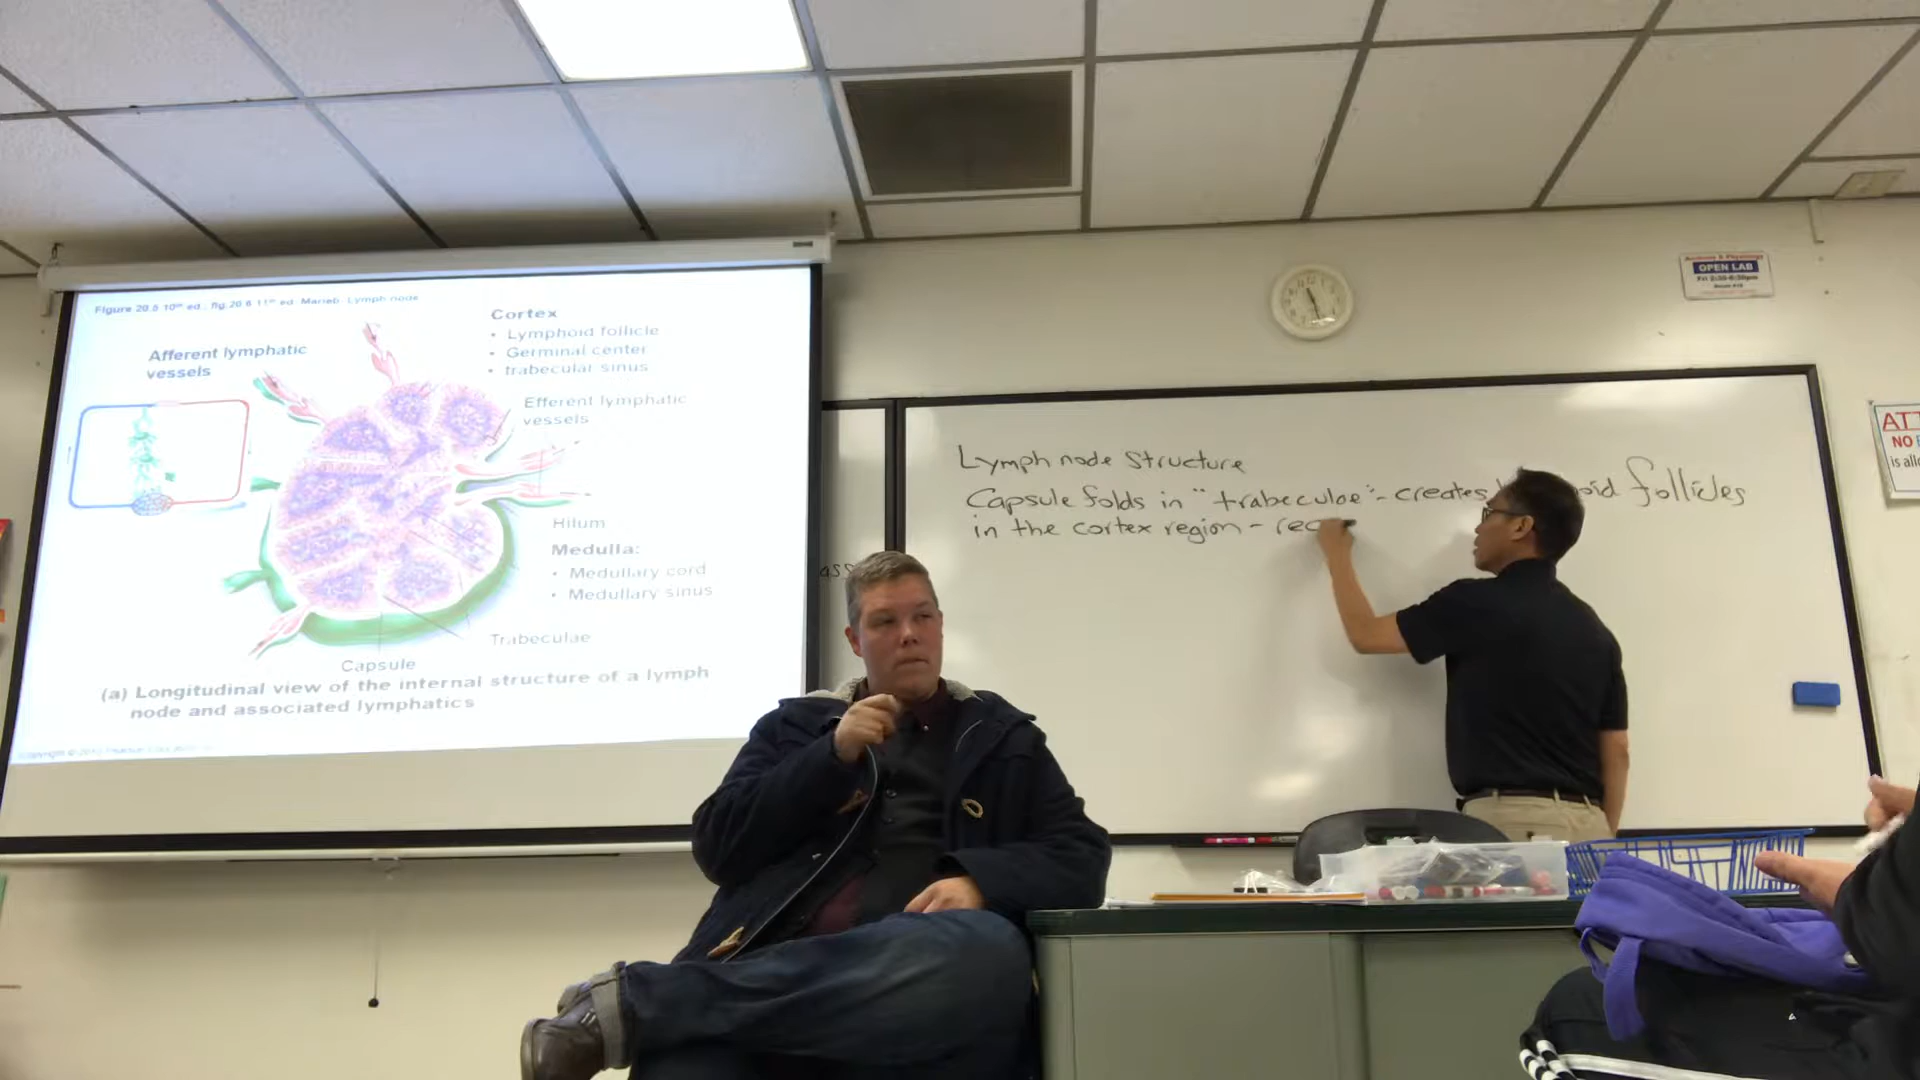 Figure 20.5 10th ed., fig.20.6 11th ed. Marieb. Lymph node
Afferent lymphatic
vessels
Cortex
• Lymphoid follicle
• Germinal center
• trabecular sinus
Efferent lymphatic
vessels
Hilum
Medulla:
• Medullary cord
• Medullary sinus
Trabeculae
Capsule
(a) Longitudinal view of the internal structure of a lymph
node and associated lymphatics
Lymph node Structure
Capsule folds in "trabeculae" - creates follicles
in the cortex region -
Anatomy & Physiology
OPEN LAB
ATT
NO
is all